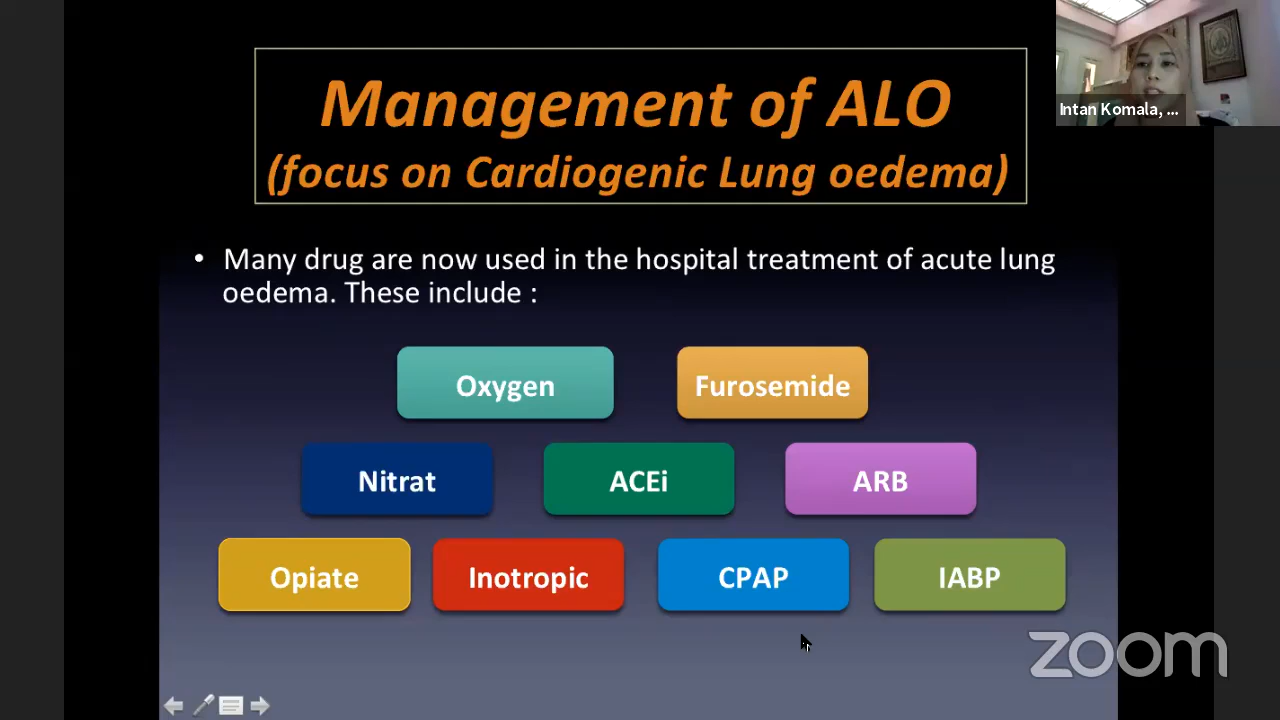 Management of ALO
(focus on Cardiogenic Lung oedema)
Intan Komala, ...
• Many drug are now used in the hospital treatment of acute lung
oedema. These include :
Oxygen
Furosemide
Nitrat
ACEi
ARB
Opiate
Inotropic
CPAP
IABP
zoom